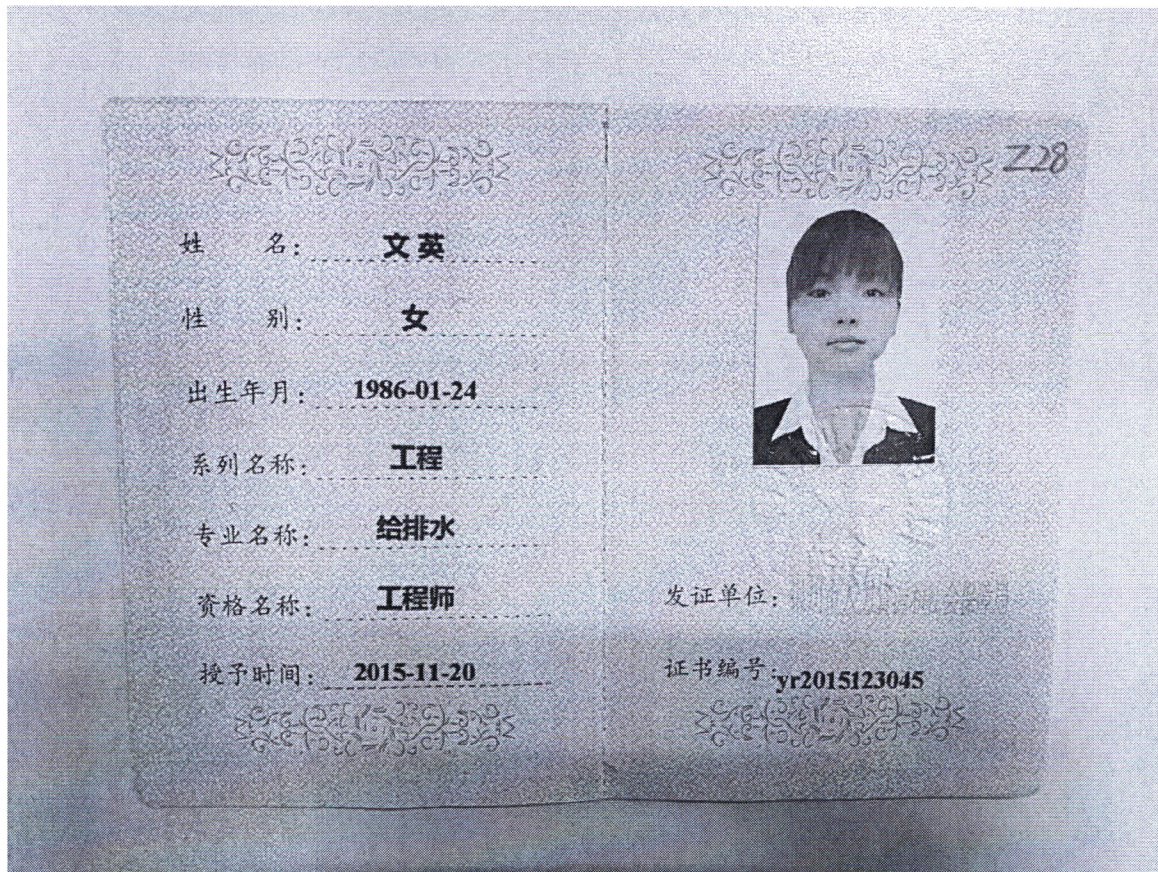 姓 名: 文英
性 别: 女
出生年月: 1986-01-24
系列名称: 工程
专业名称: 给排水
资格名称: 工程师
授予时间: 2015-11-20
Z28
发证单位:
证书编号: yr2015123045